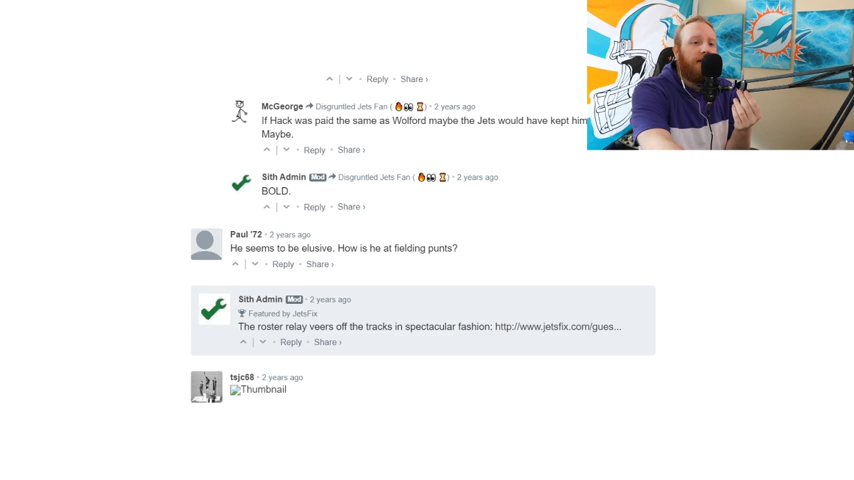 Reply • Share ›
McGeorge Disgruntled Jets Fan ( ) • 2 years ago
If Hack was paid the same as Wolford maybe the Jets would have kept him
Maybe.
Reply • Share ›
Sith Admin Mod Disgruntled Jets Fan ( ) • 2 years ago
BOLD.
Reply • Share ›
Paul '72 • 2 years ago
He seems to be elusive. How is he at fielding punts?
Reply • Share ›
Sith Admin Mod • 2 years ago
Featured by JetsFix
The roster relay veers off the tracks in spectacular fashion: http://www.jetsfix.com/gues...
Reply • Share ›
tsjc68 • 2 years ago
Thumbnail